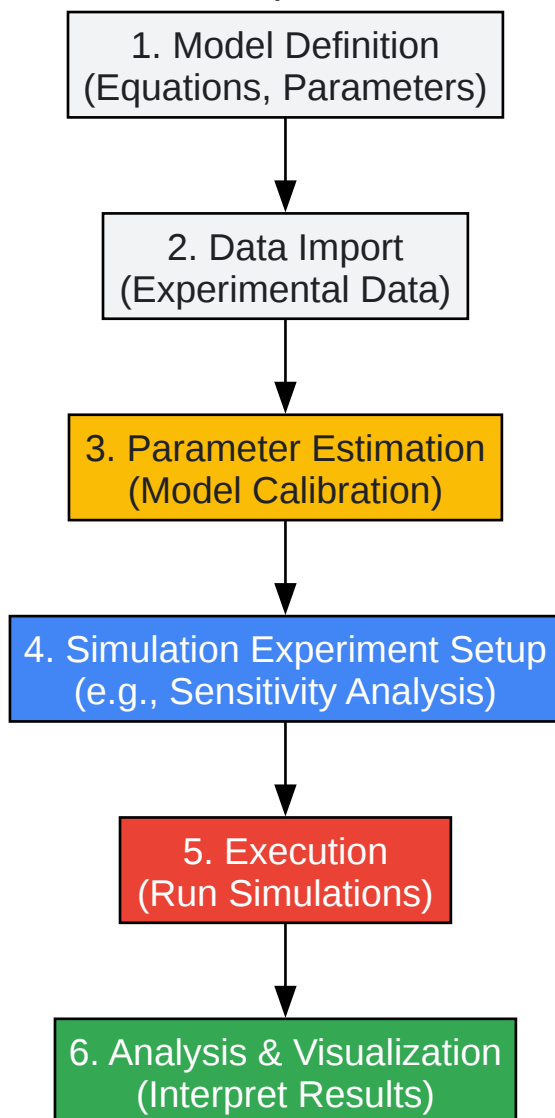 1. Model Definition
(Equations, Parameters)
2. Data Import
(Experimental Data)
3. Parameter Estimation
(Model Calibration)
4. Simulation Experiment Setup
(e.g., Sensitivity Analysis)
5. Execution
(Run Simulations)
6. Analysis & Visualization
(Interpret Results)